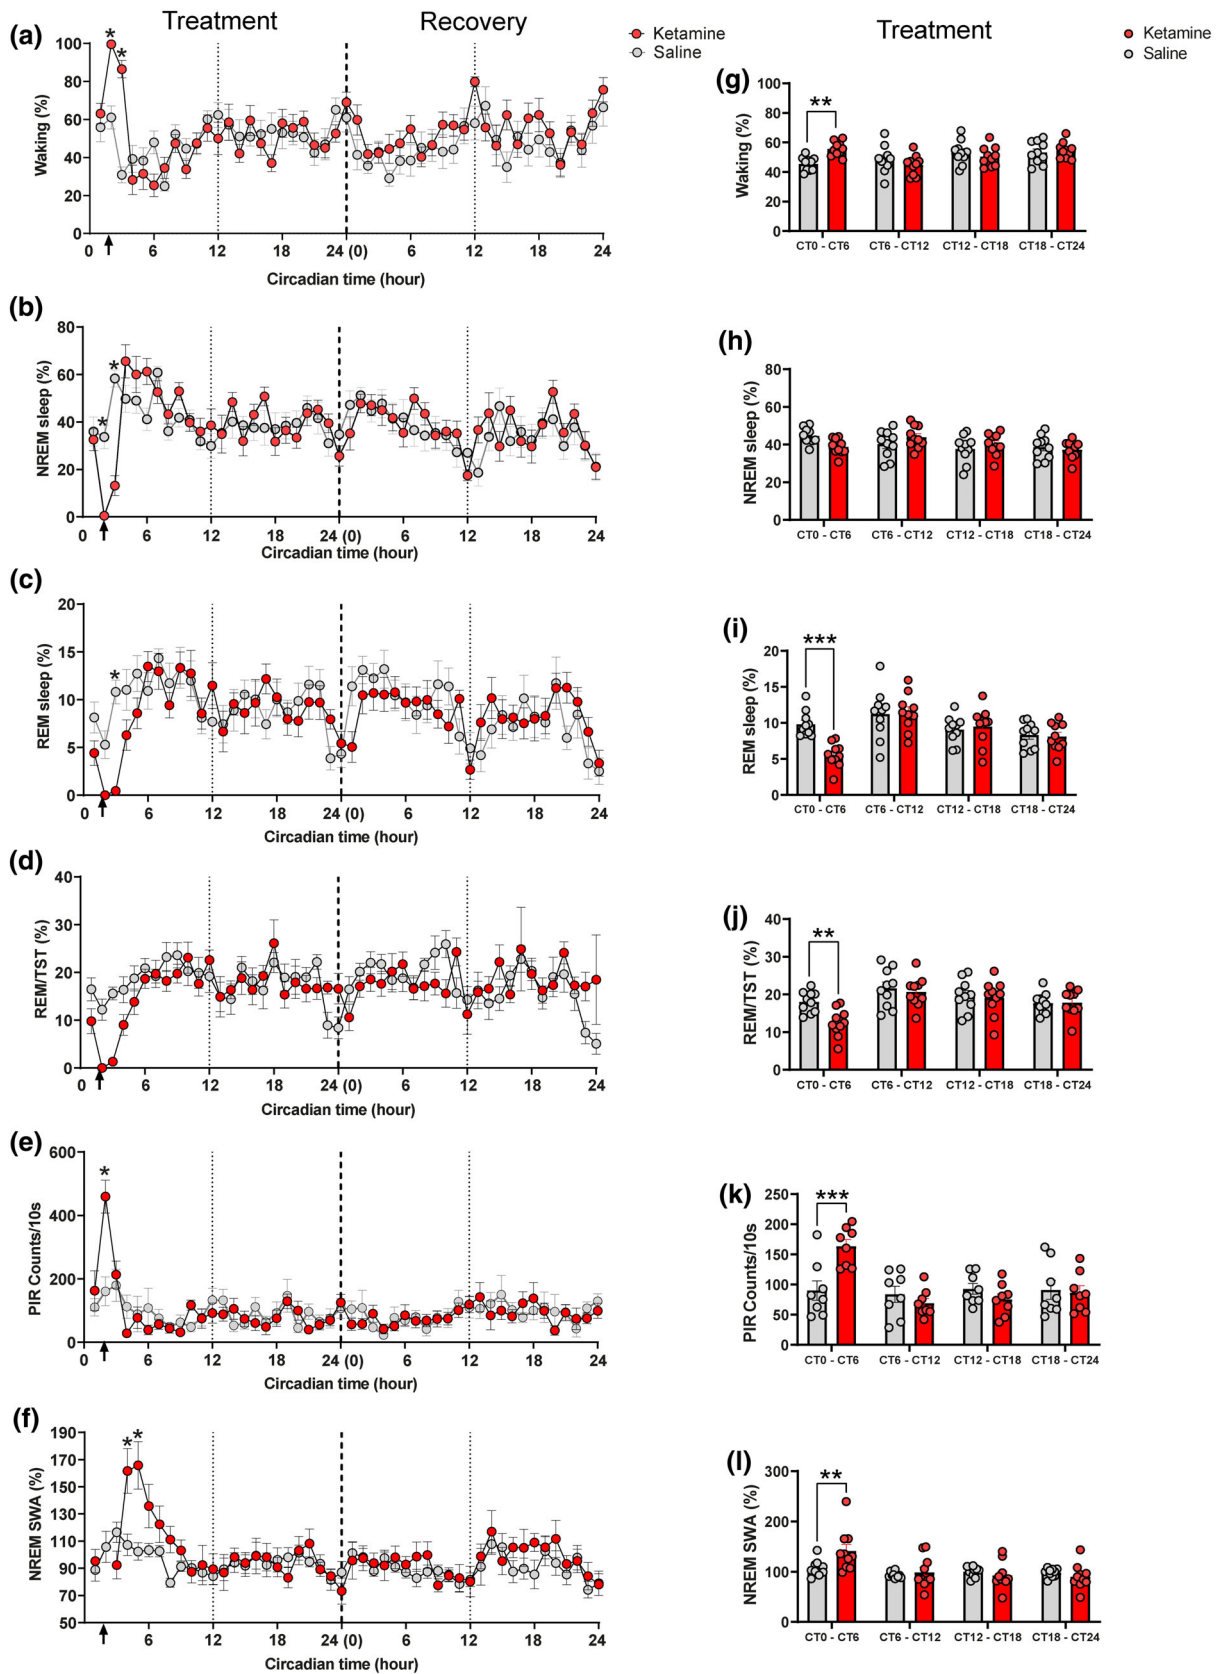 Treatment
Recovery
Ketamine
Saline
Treatment
Ketamine
Saline
(a)
* *
Waking (%)
100
80
60
40
20
0
0 6 12 18 24 (0) 6 12 18 24
Circadian time (hour)
(b)
* *
NREM sleep (%)
80
60
40
20
0
0 6 12 18 24 (0) 6 12 18 24
Circadian time (hour)
(c)
*
REM sleep (%)
20
15
10
5
0
0 6 12 18 24 (0) 6 12 18 24
Circadian time (hour)
(d)
REM/TST (%)
40
30
20
10
0
0 6 12 18 24 (0) 6 12 18 24
Circadian time (hour)
(e)
*
PIR Counts/10s
600
400
200
0
0 6 12 18 24 (0) 6 12 18 24
Circadian time (hour)
(f)
* *
NREM SWA (%)
190
170
150
130
110
90
70
50
6 12 18 24 (0) 6 12 18 24
Circadian time (hour)
(g)
**
Waking (%)
100
80
60
40
20
0
CT0 - CT6 CT6 - CT12 CT12 - CT18 CT18 - CT24
(h)
NREM sleep (%)
80
60
40
20
0
CT0 - CT6 CT6 - CT12 CT12 - CT18 CT18 - CT24
(i)
***
REM sleep (%)
20
15
10
5
0
CT0 - CT6 CT6 - CT12 CT12 - CT18 CT18 - CT24
(j)
**
REM/TST (%)
40
30
20
10
0
CT0 - CT6 CT6 - CT12 CT12 - CT18 CT18 - CT24
(k)
***
PIR Counts/10s
250
200
150
100
50
0
CT0 - CT6 CT6 - CT12 CT12 - CT18 CT18 - CT24
(l)
**
NREM SWA (%)
300
200
100
0
CT0 - CT6 CT6 - CT12 CT12 - CT18 CT18 - CT24